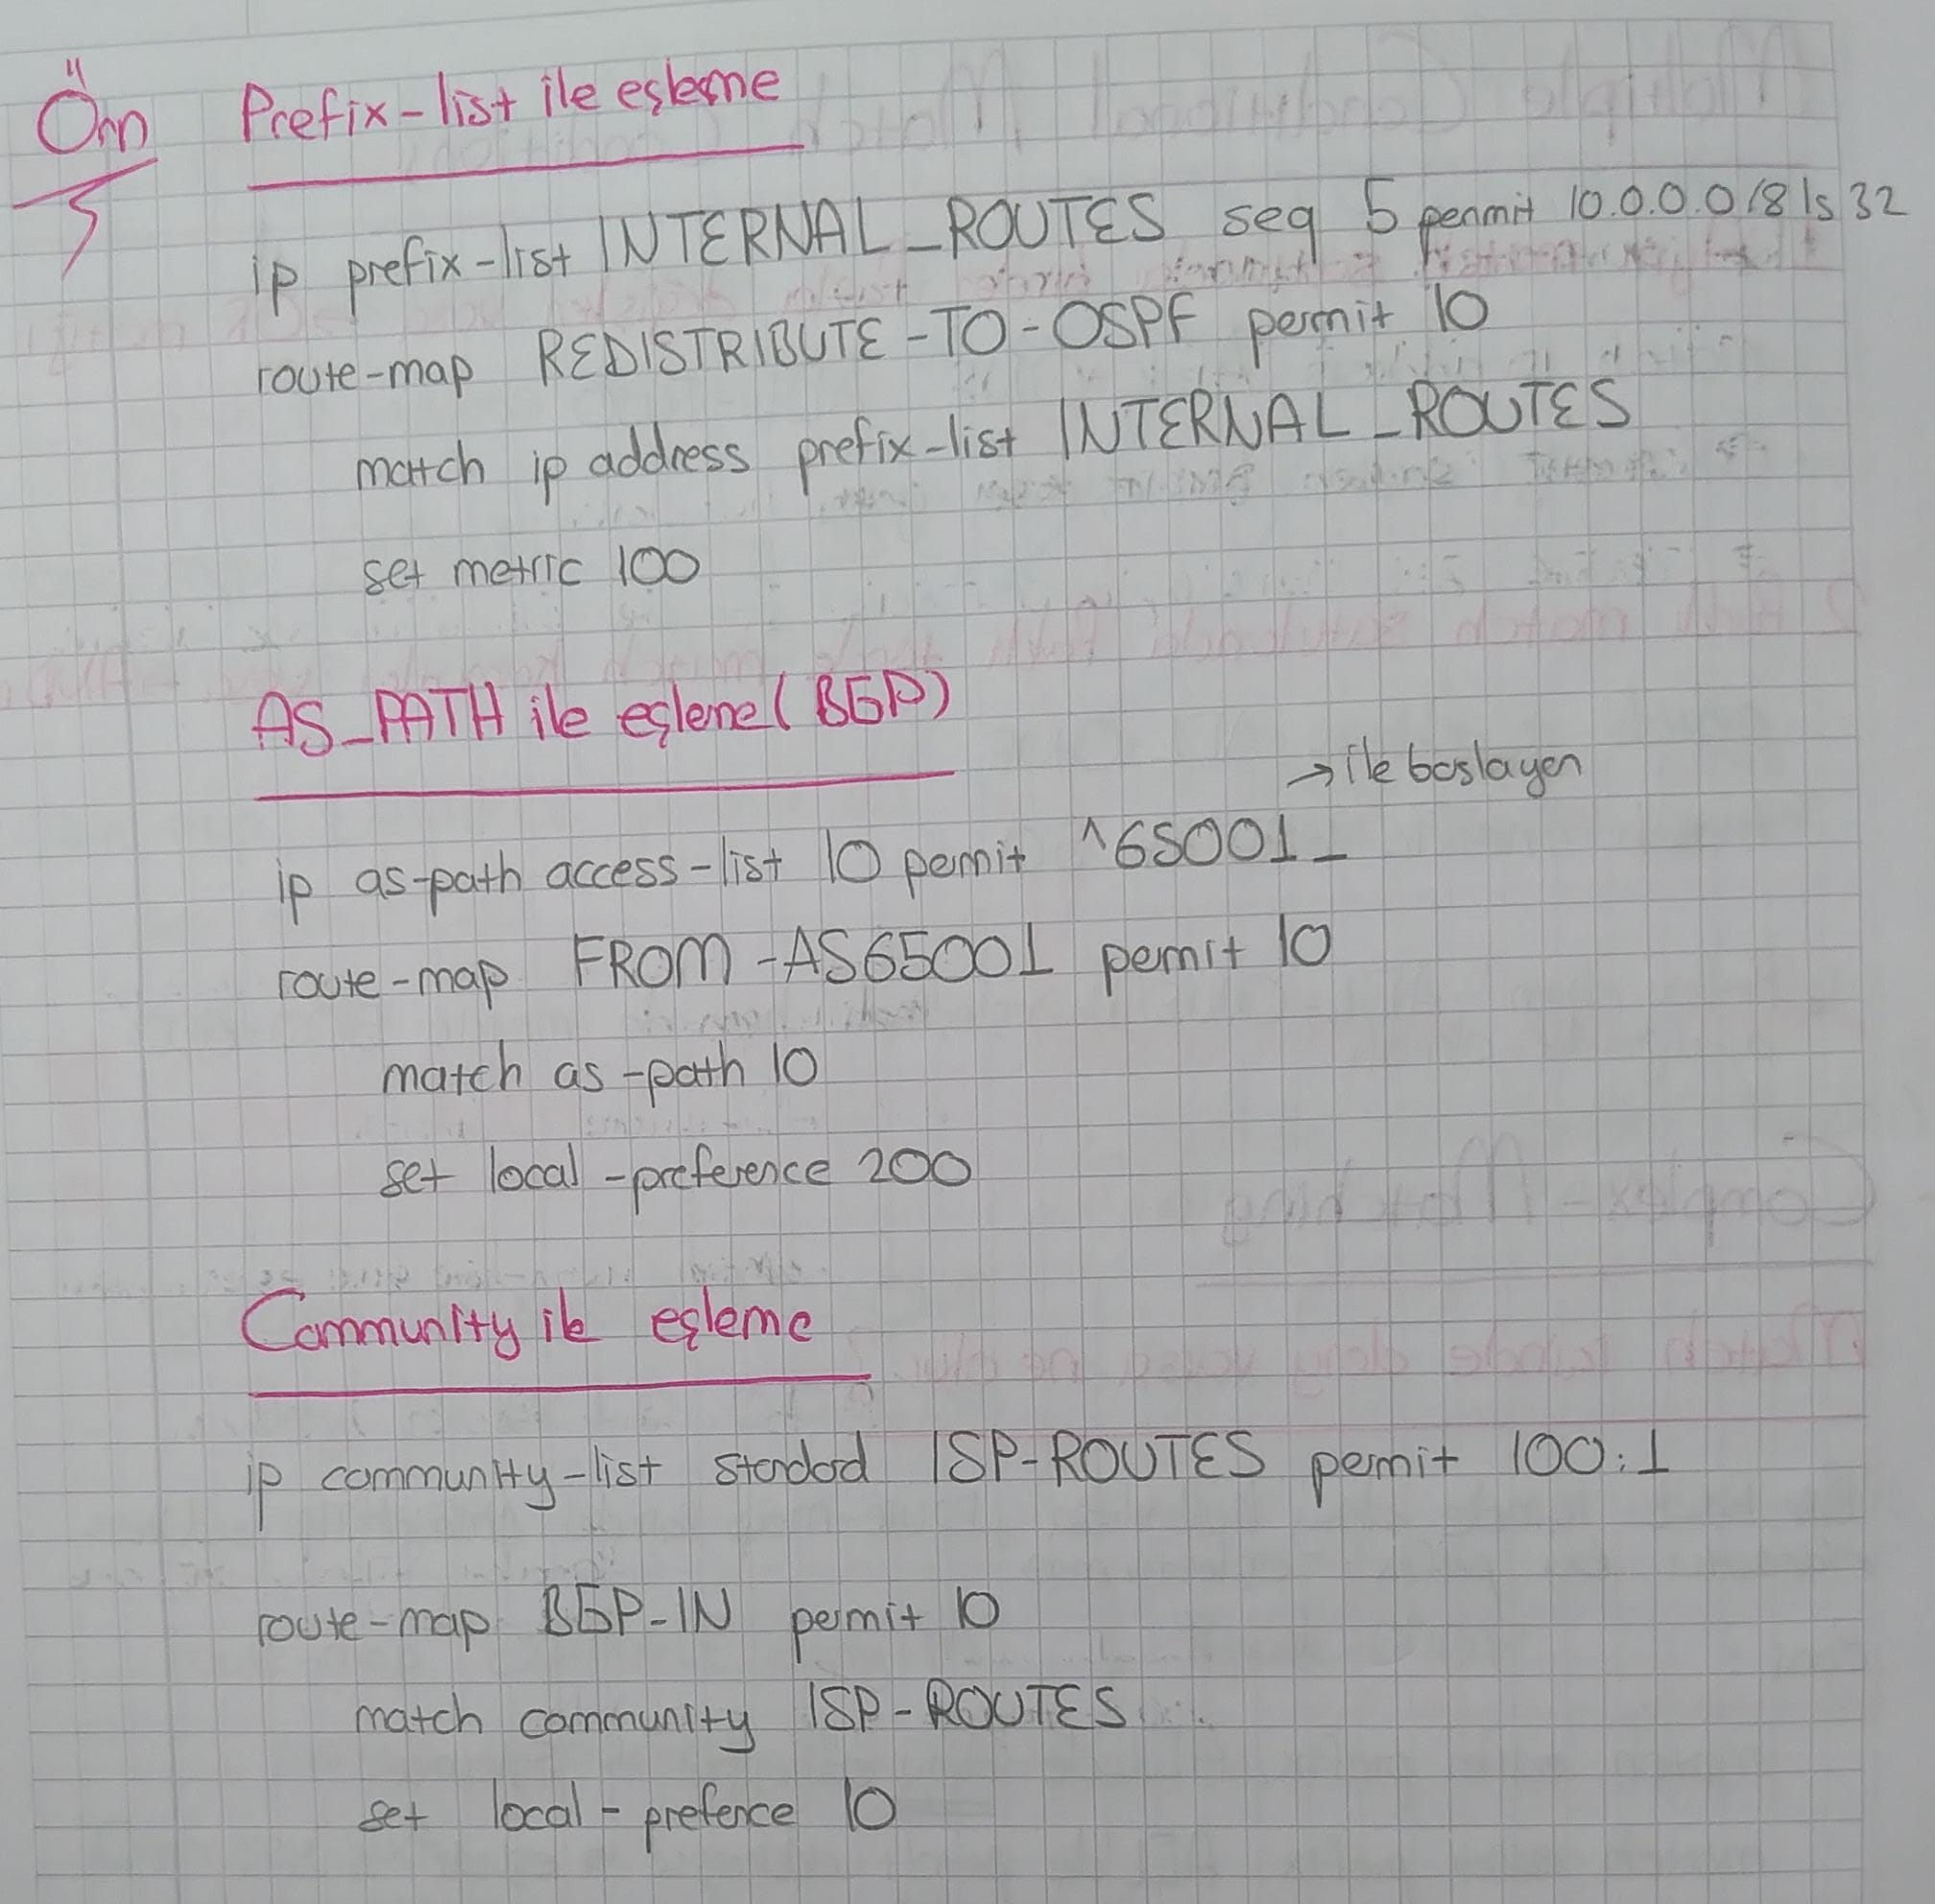 Örn Prefix-list ile eşleme
ip prefix-list INTERNAL_ROUTES seq 5 permit 10.0.0.0/8 ls 32
route-map REDISTRIBUTE-TO-OSPF permit 10
match ip address prefix-list INTERNAL_ROUTES
set metric 100
AS_PATH ile eşleme (BGP)
→ ile başlayan
ip as-path access-list 10 permit ^65001_
route-map FROM-AS65001 permit 10
match as-path 10
set local-preference 200
Community ile eşleme
ip community-list standard ISP-ROUTES permit 100:1
route-map BGP-IN permit 10
match community ISP-ROUTES
set local-prefence 10